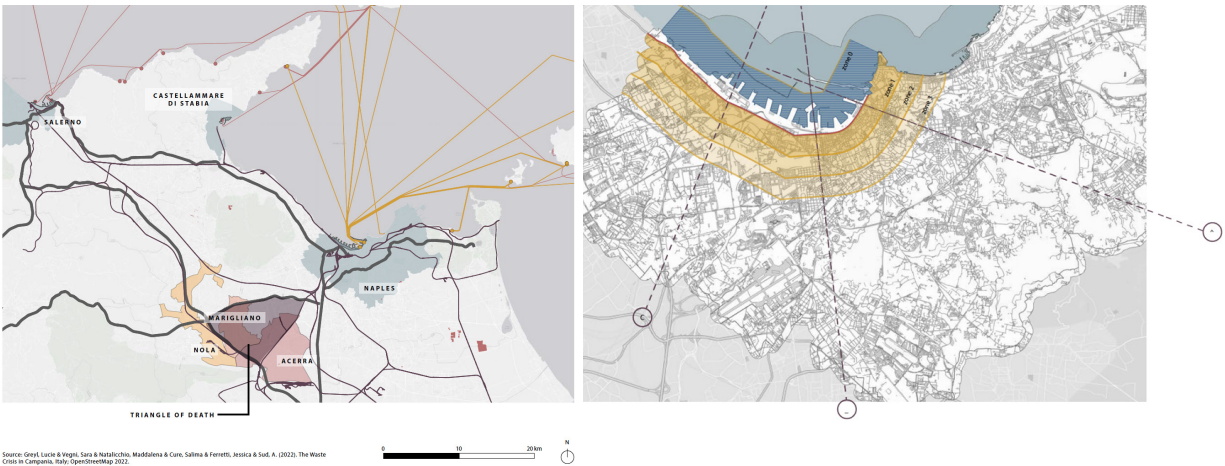 CASTELLAMMARE
DI STABIA
SALERNO
NAPLES
MARIGLIANO
NOLA
ACERRA
TRIANGLE OF DEATH
Source: Greyl, Lucie & Vegni, Sara & Natalicchio, Maddalena & Cure, Salima & Ferretti, Jessica & Sud, A. (2022). The Waste
Crisis in Campania, Italy; OpenStreetMap 2022.
0 10 20 km
N
zone 0
zone 1
zone 2
zone 3
C